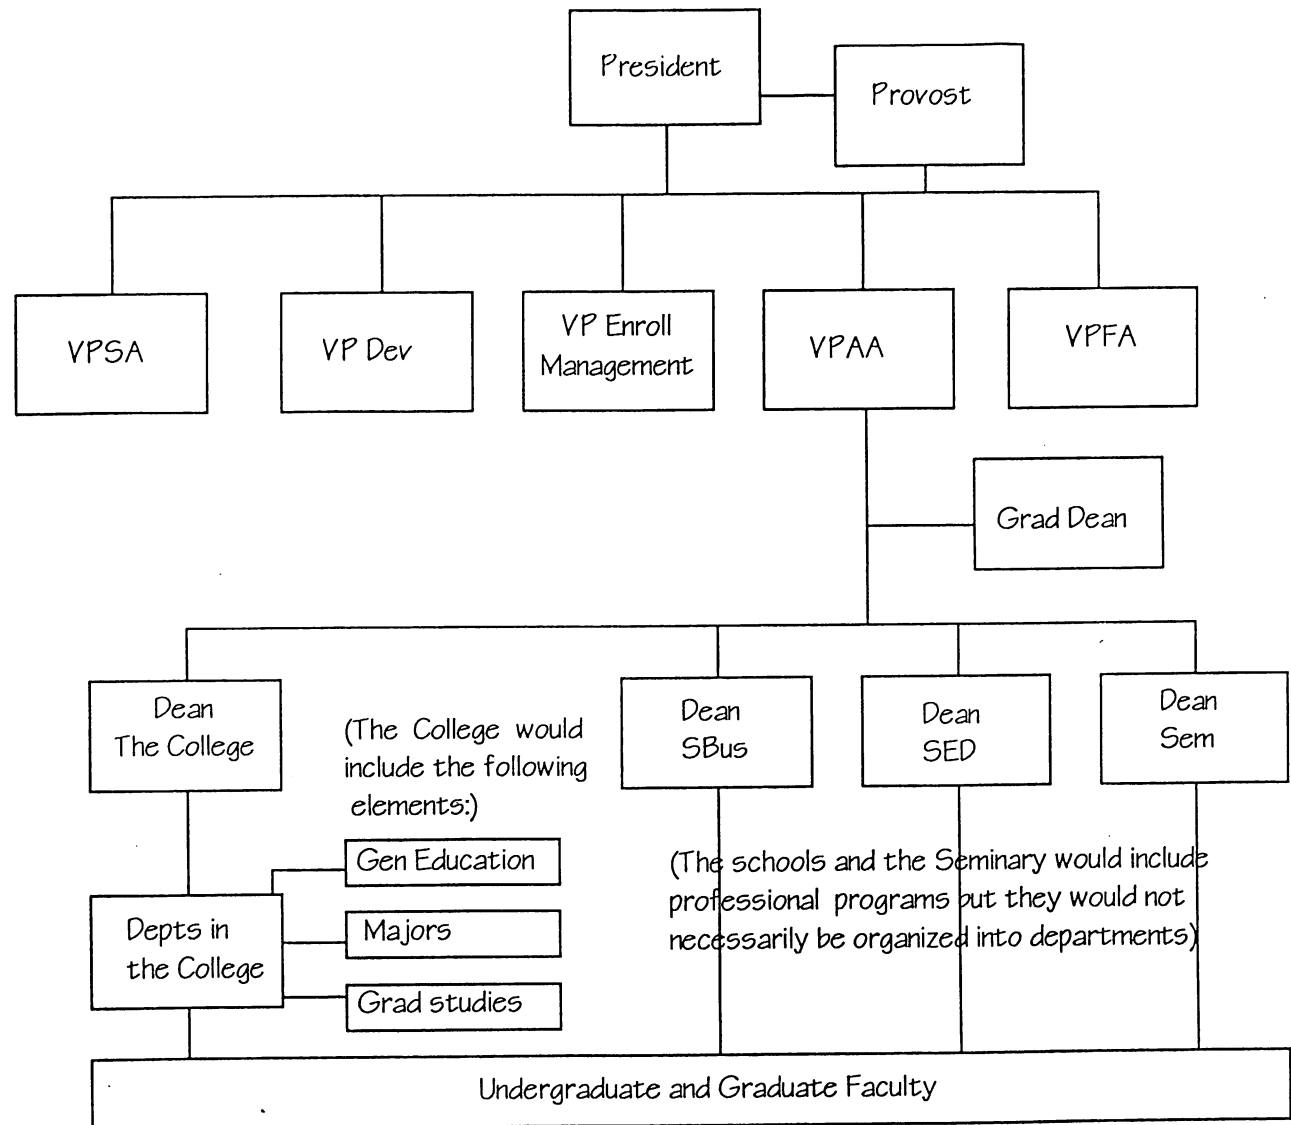 President
Provost
VPSA
VP Dev
VP Enroll
Management
VPAA
VPFA
Grad Dean
Dean
The College
(The College would
include the following
elements:)
Dean
SBus
Dean
SED
Dean
Sem
Gen Education
Majors
Grad studies
Depts in
the College
(The schools and the Seminary would include
professional programs but they would not
necessarily be organized into departments)
Undergraduate and Graduate Faculty